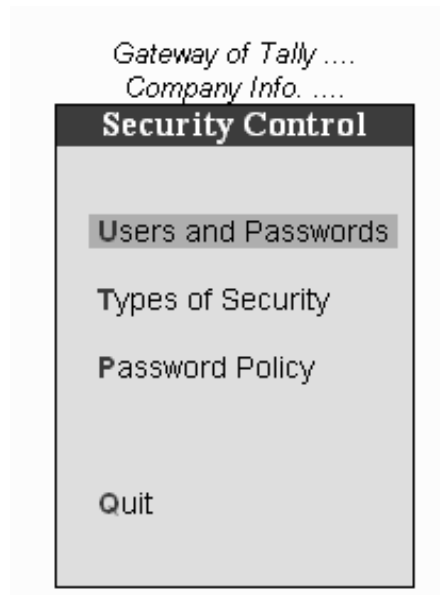 Gateway of Tally ....
Company Info. ....
Security Control
Users and Passwords
Types of Security
Password Policy
Quit